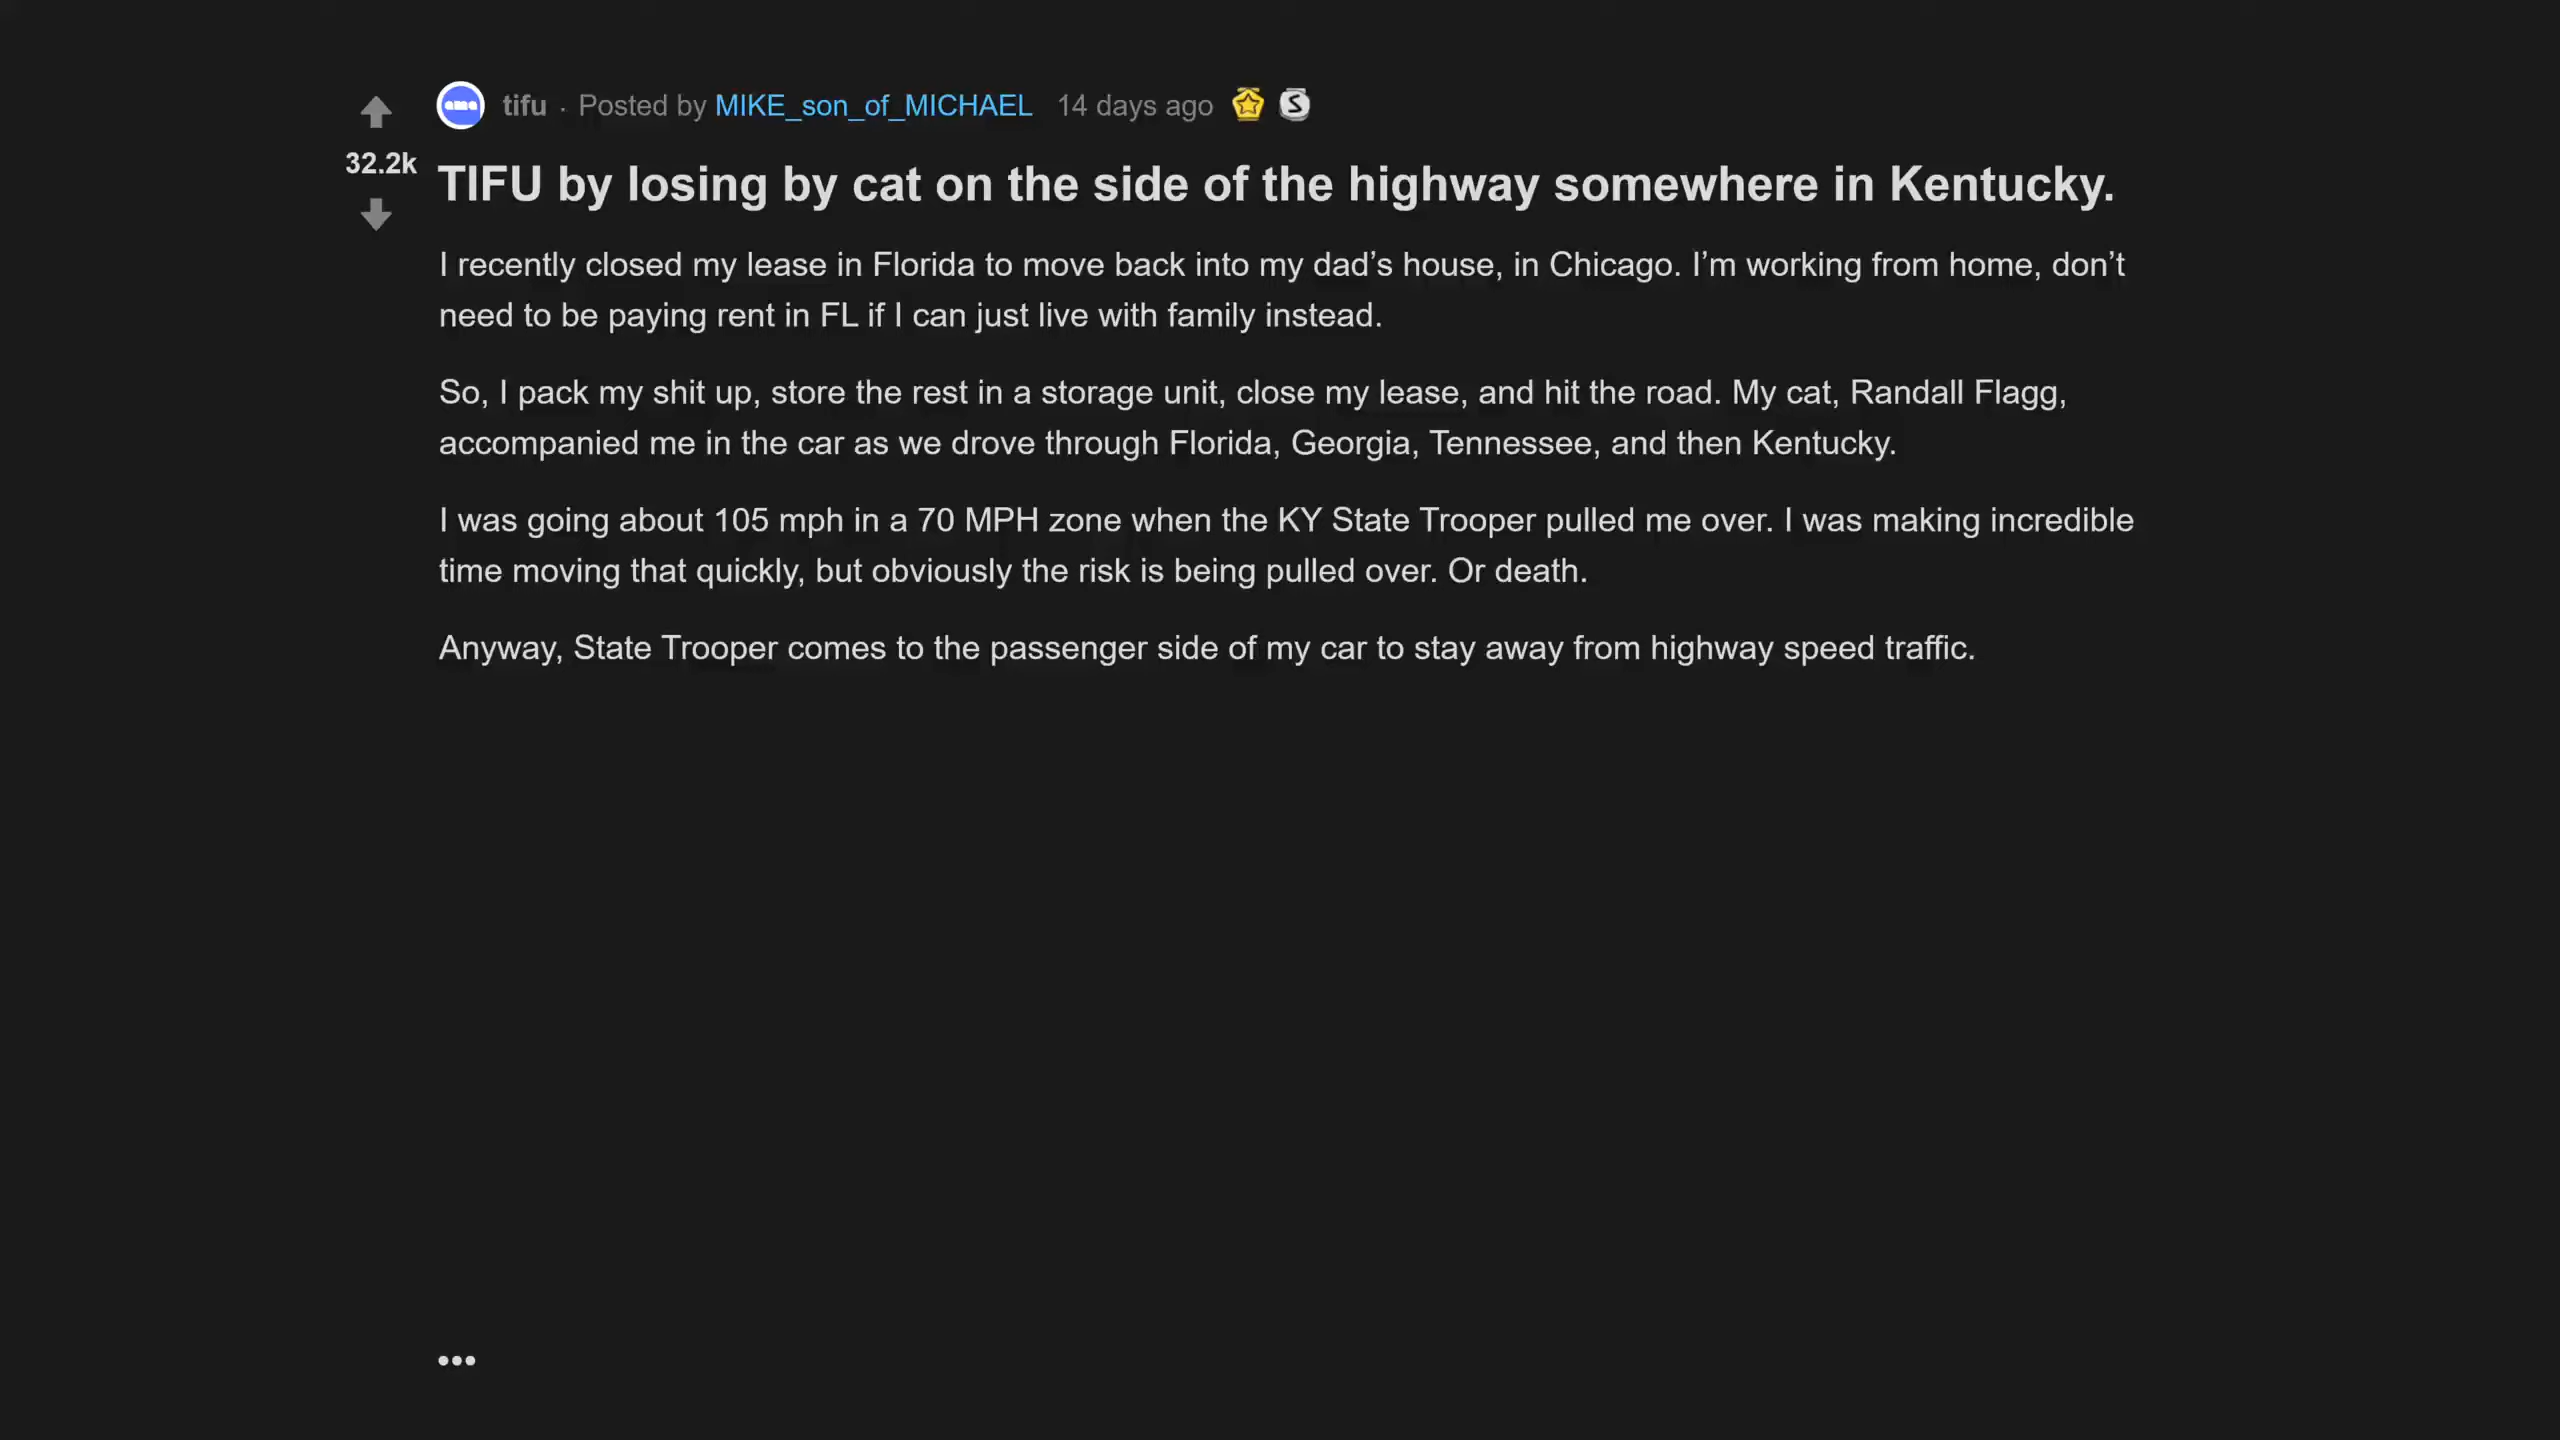 tifu · Posted by MIKE_son_of_MICHAEL 14 days ago
32.2k
TIFU by losing by cat on the side of the highway somewhere in Kentucky.
I recently closed my lease in Florida to move back into my dad’s house, in Chicago. I’m working from home, don’t
need to be paying rent in FL if I can just live with family instead.
So, I pack my shit up, store the rest in a storage unit, close my lease, and hit the road. My cat, Randall Flagg,
accompanied me in the car as we drove through Florida, Georgia, Tennessee, and then Kentucky.
I was going about 105 mph in a 70 MPH zone when the KY State Trooper pulled me over. I was making incredible
time moving that quickly, but obviously the risk is being pulled over. Or death.
Anyway, State Trooper comes to the passenger side of my car to stay away from highway speed traffic.
•••